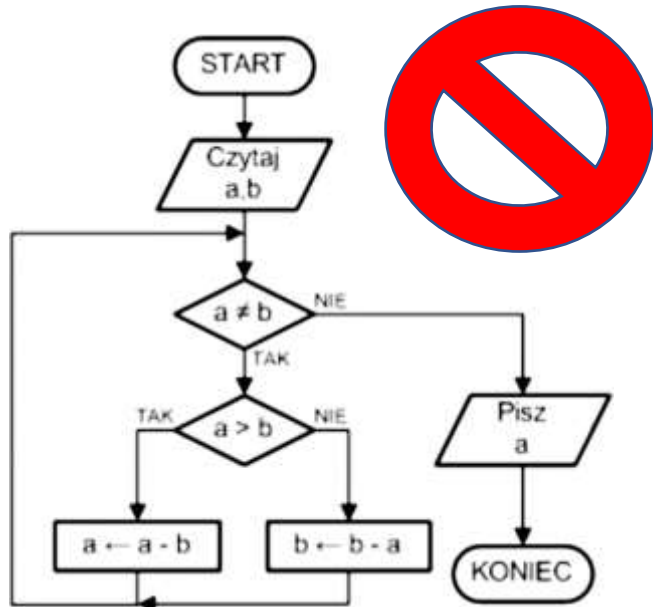 START
Czytaj
a,b
a ≠ b
NIE
TAK
a > b
TAK
NIE
Pisz
a
a ← a - b
b ← b - a
KONIEC